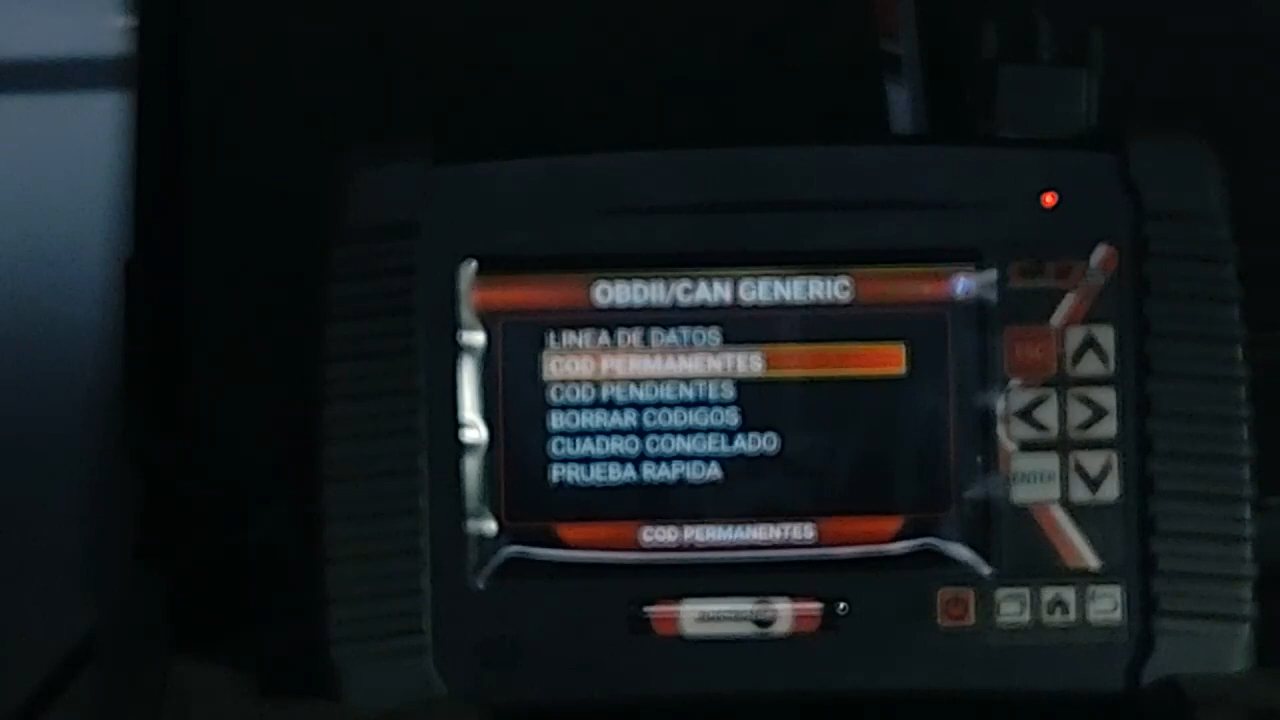 OBDII/CAN GENERIC
LINEA DE DATOS
COD PERMANENTES
COD PENDIENTES
BORRAR CODIGOS
CUADRO CONGELADO
PRUEBA RAPIDA
COD PERMANENTES
ENTER